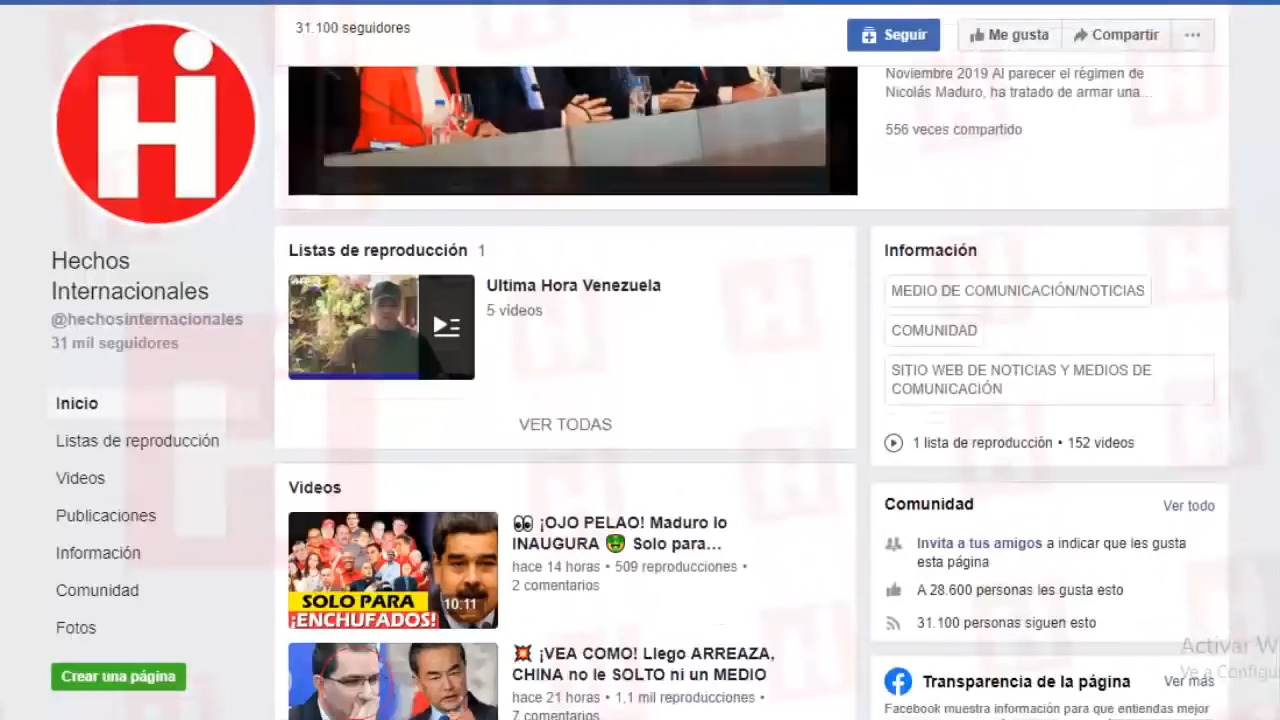 31.100 seguidores
Seguir
Me gusta
Compartir
Noviembre 2019 Al parecer el régimen de
Nicolás Maduro, ha tratado de armar una...
556 veces compartido
Hi
Hechos
Internacionales
@hechosinternacionales
31 mil seguidores
Inicio
Listas de reproducción
Videos
Publicaciones
Información
Comunidad
Fotos
Crear una página
Listas de reproducción 1
Ultima Hora Venezuela
5 videos
VER TODAS
Videos
SOLO PARA
¡ENCHUFADOS!
10:11
👀 ¡OJO PELAO! Maduro lo
INAUGURA 🤑 Solo para...
hace 14 horas • 509 reproducciones •
2 comentarios
💥 ¡VEA COMO! Llego ARREAZA,
CHINA no le SOLTO ni un MEDIO
hace 21 horas • 1,1 mil reproducciones •
7 comentarios
Información
MEDIO DE COMUNICACIÓN/NOTICIAS
COMUNIDAD
SITIO WEB DE NOTICIAS Y MEDIOS DE
COMUNICACIÓN
1 lista de reproducción • 152 videos
Comunidad
Ver todo
Invita a tus amigos a indicar que les gusta
esta página
A 28.600 personas les gusta esto
31.100 personas siguen esto
Transparencia de la página
Ver más
Facebook muestra información para que entiendas mejor
Activar W
Ve a Configu